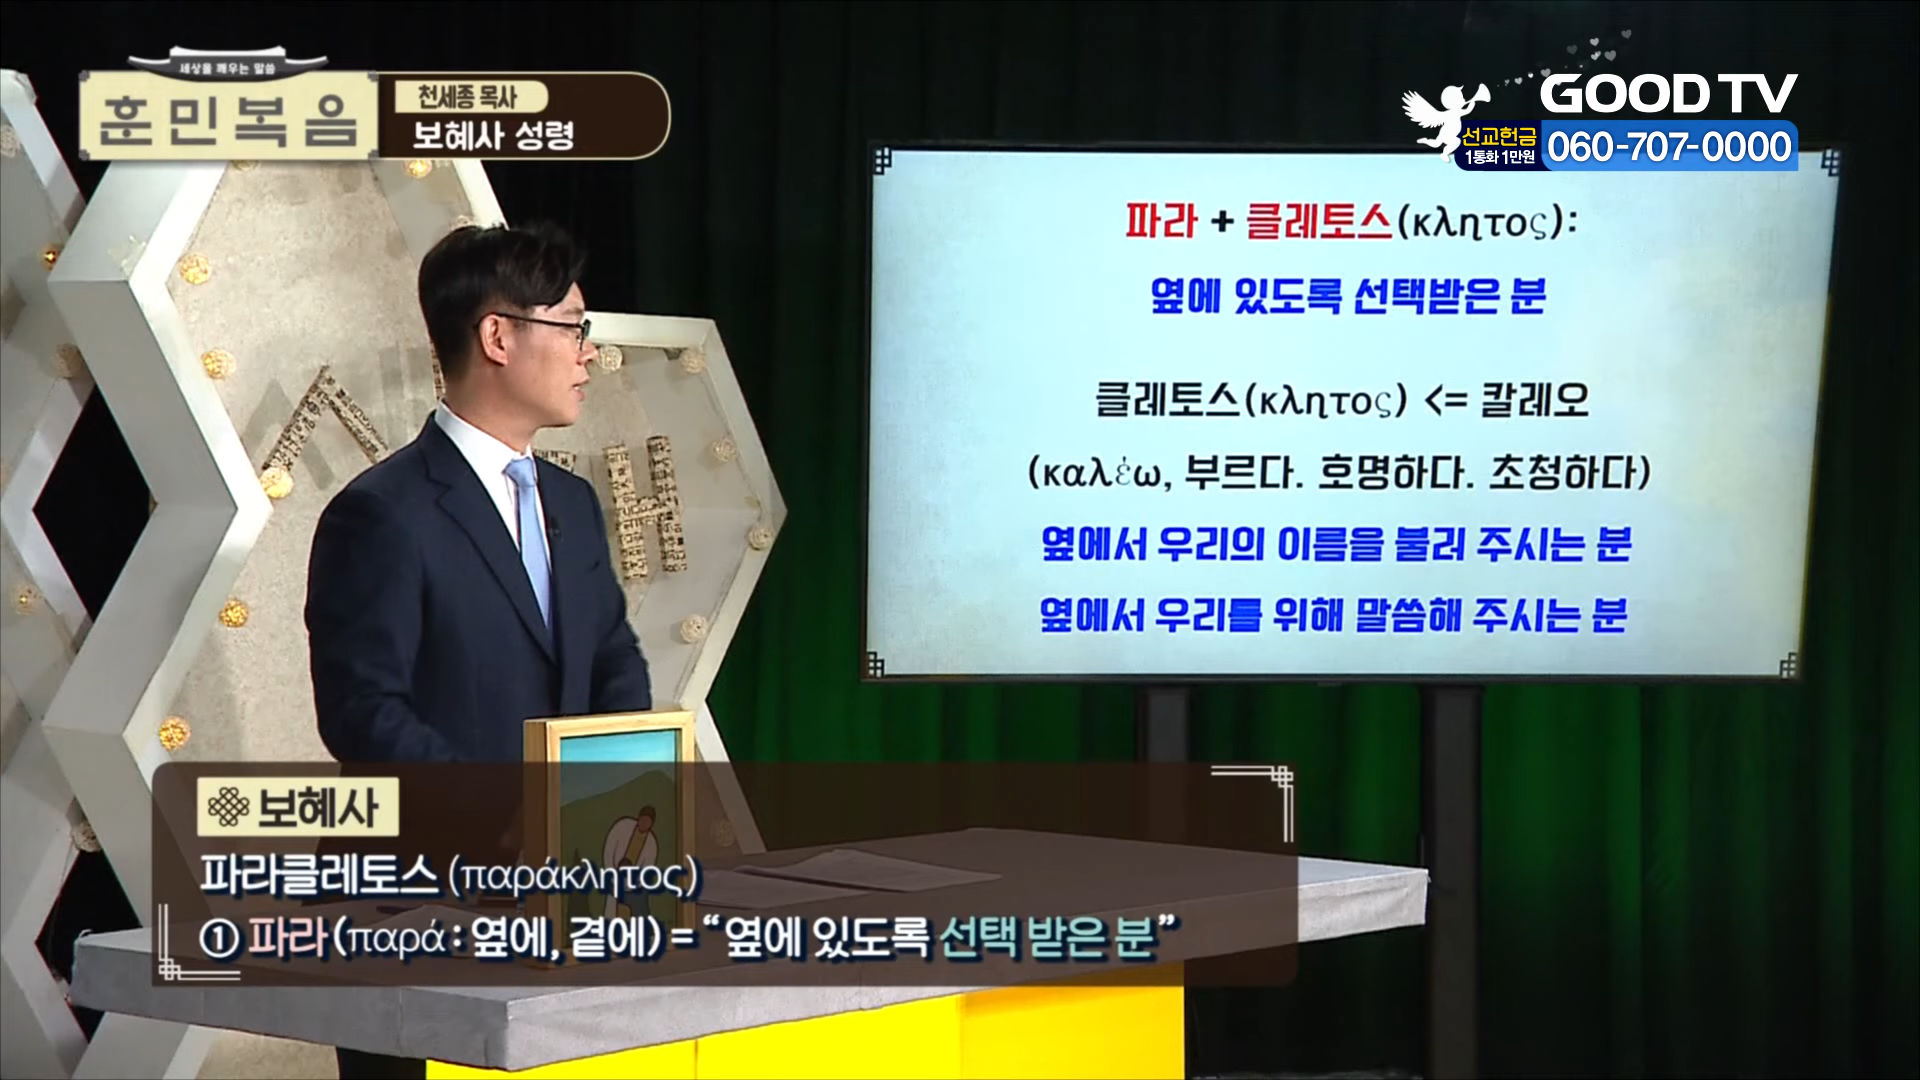 세상을 깨우는 말씀
훈민복음
천세종 목사
보혜사 성령
GOODTV
선교헌금
1통화 1만원
060-707-0000
파라 + 클레토스(κλητος):
옆에 있도록 선택받은 분
클레토스(κλητος) <= 칼레오
(καλέω, 부르다. 호명하다. 초청하다)
옆에서 우리의 이름을 불러 주시는 분
옆에서 우리를 위해 말씀해 주시는 분
보혜사
파라클레토스 (παράκλητος)
① 파라(παρά : 옆에, 곁에) = “옆에 있도록 선택 받은 분”